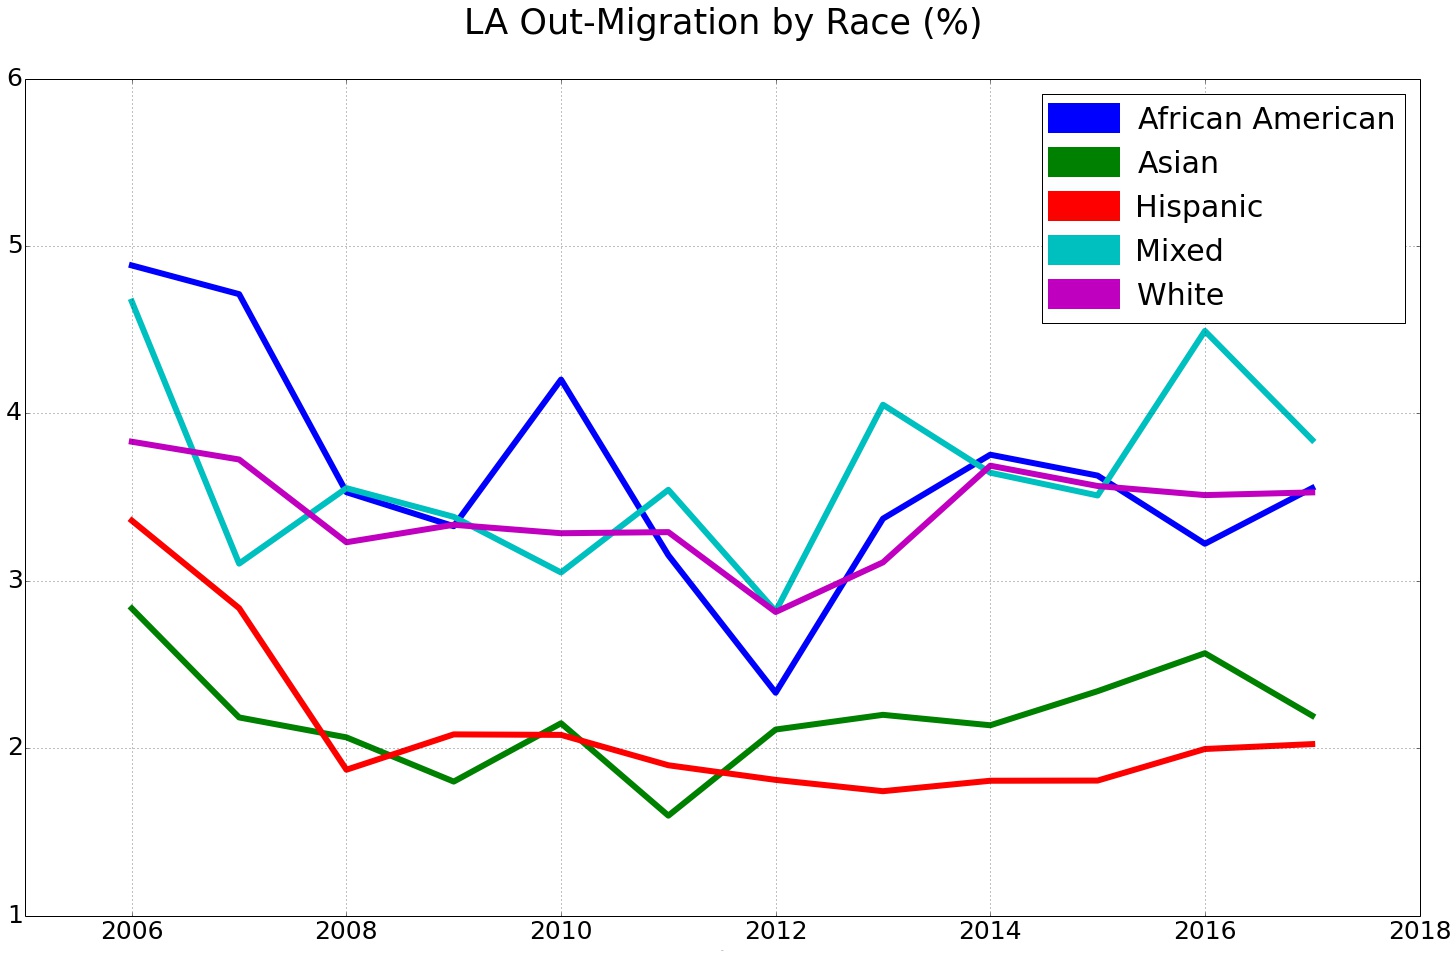 LA Out-Migration by Race (%)
6
5
4
3
2
1
African American
Asian
Hispanic
Mixed
White
2006 2008 2010 2012 2014 2016 2018